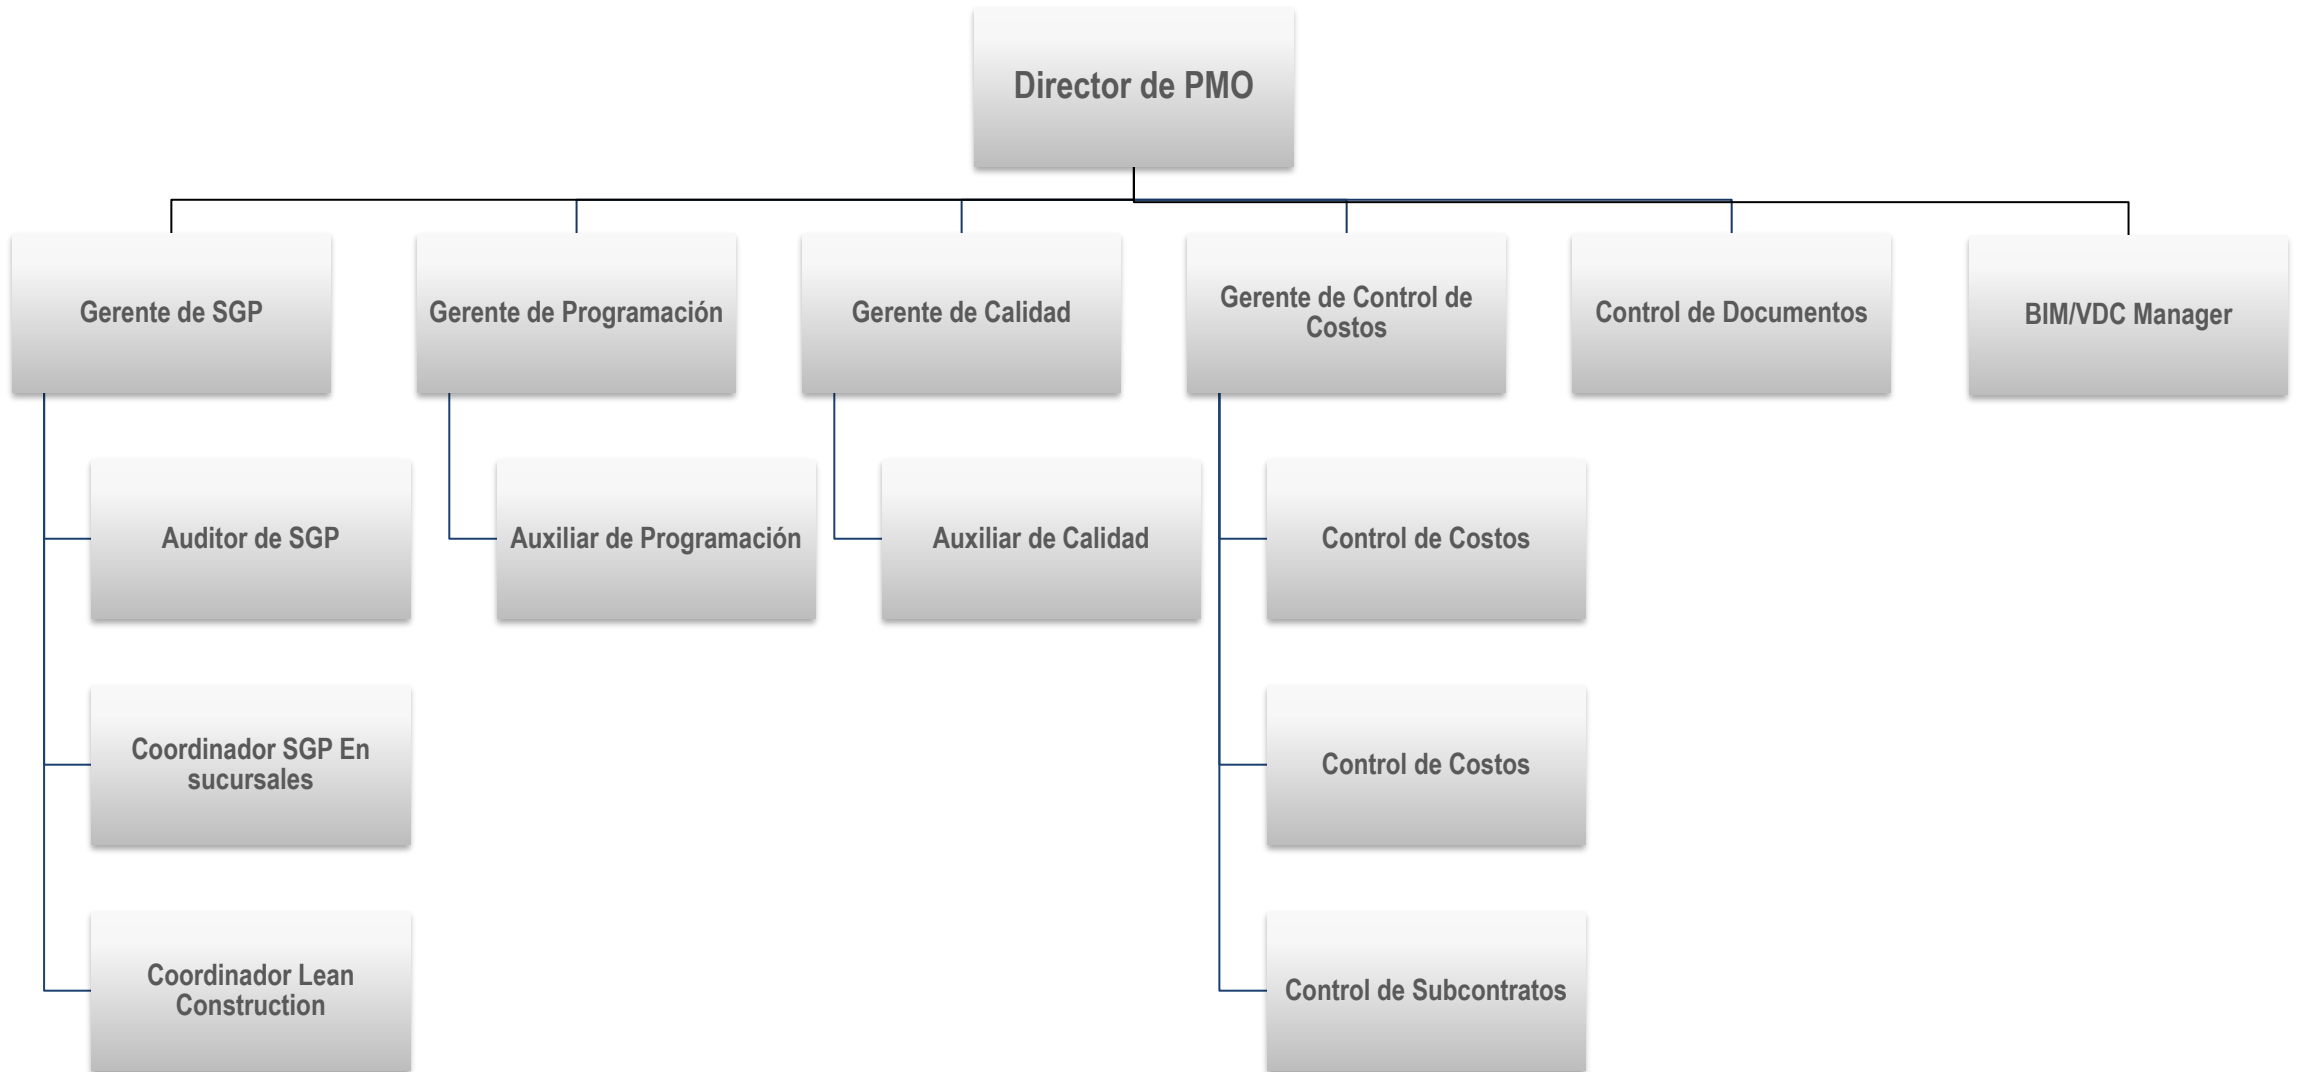 Director de PMO
Gerente de SGP
Gerente de Programación
Gerente de Calidad
Gerente de Control de
Costos
Control de Documentos
BIM/VDC Manager
Auditor de SGP
Auxiliar de Programación
Auxiliar de Calidad
Control de Costos
Coordinador SGP En
sucursales
Control de Costos
Coordinador Lean
Construction
Control de Subcontratos